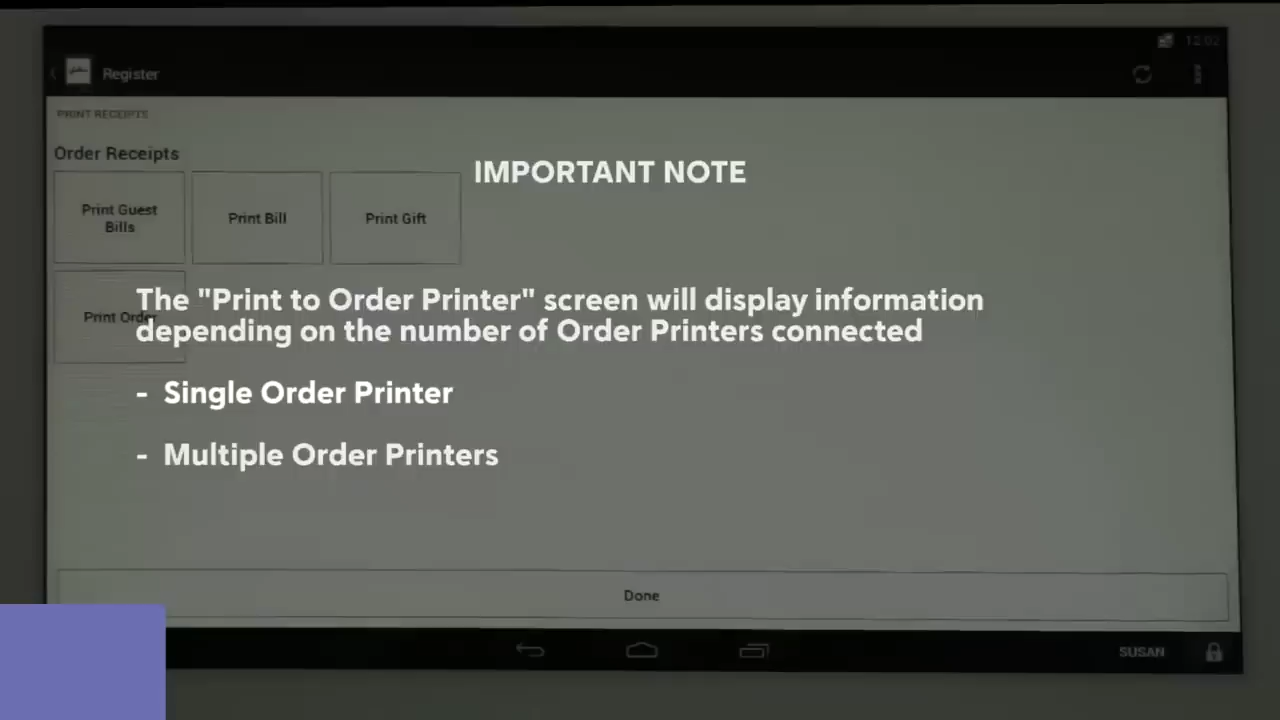 12:02
Register
PRINT RECEIPTS
Order Receipts
IMPORTANT NOTE
Print Guest
Bills
Print Bill
Print Gift
The "Print to Order Printer" screen will display information
Print Order
depending on the number of Order Printers connected
- Single Order Printer
- Multiple Order Printers
Done
SUSAN